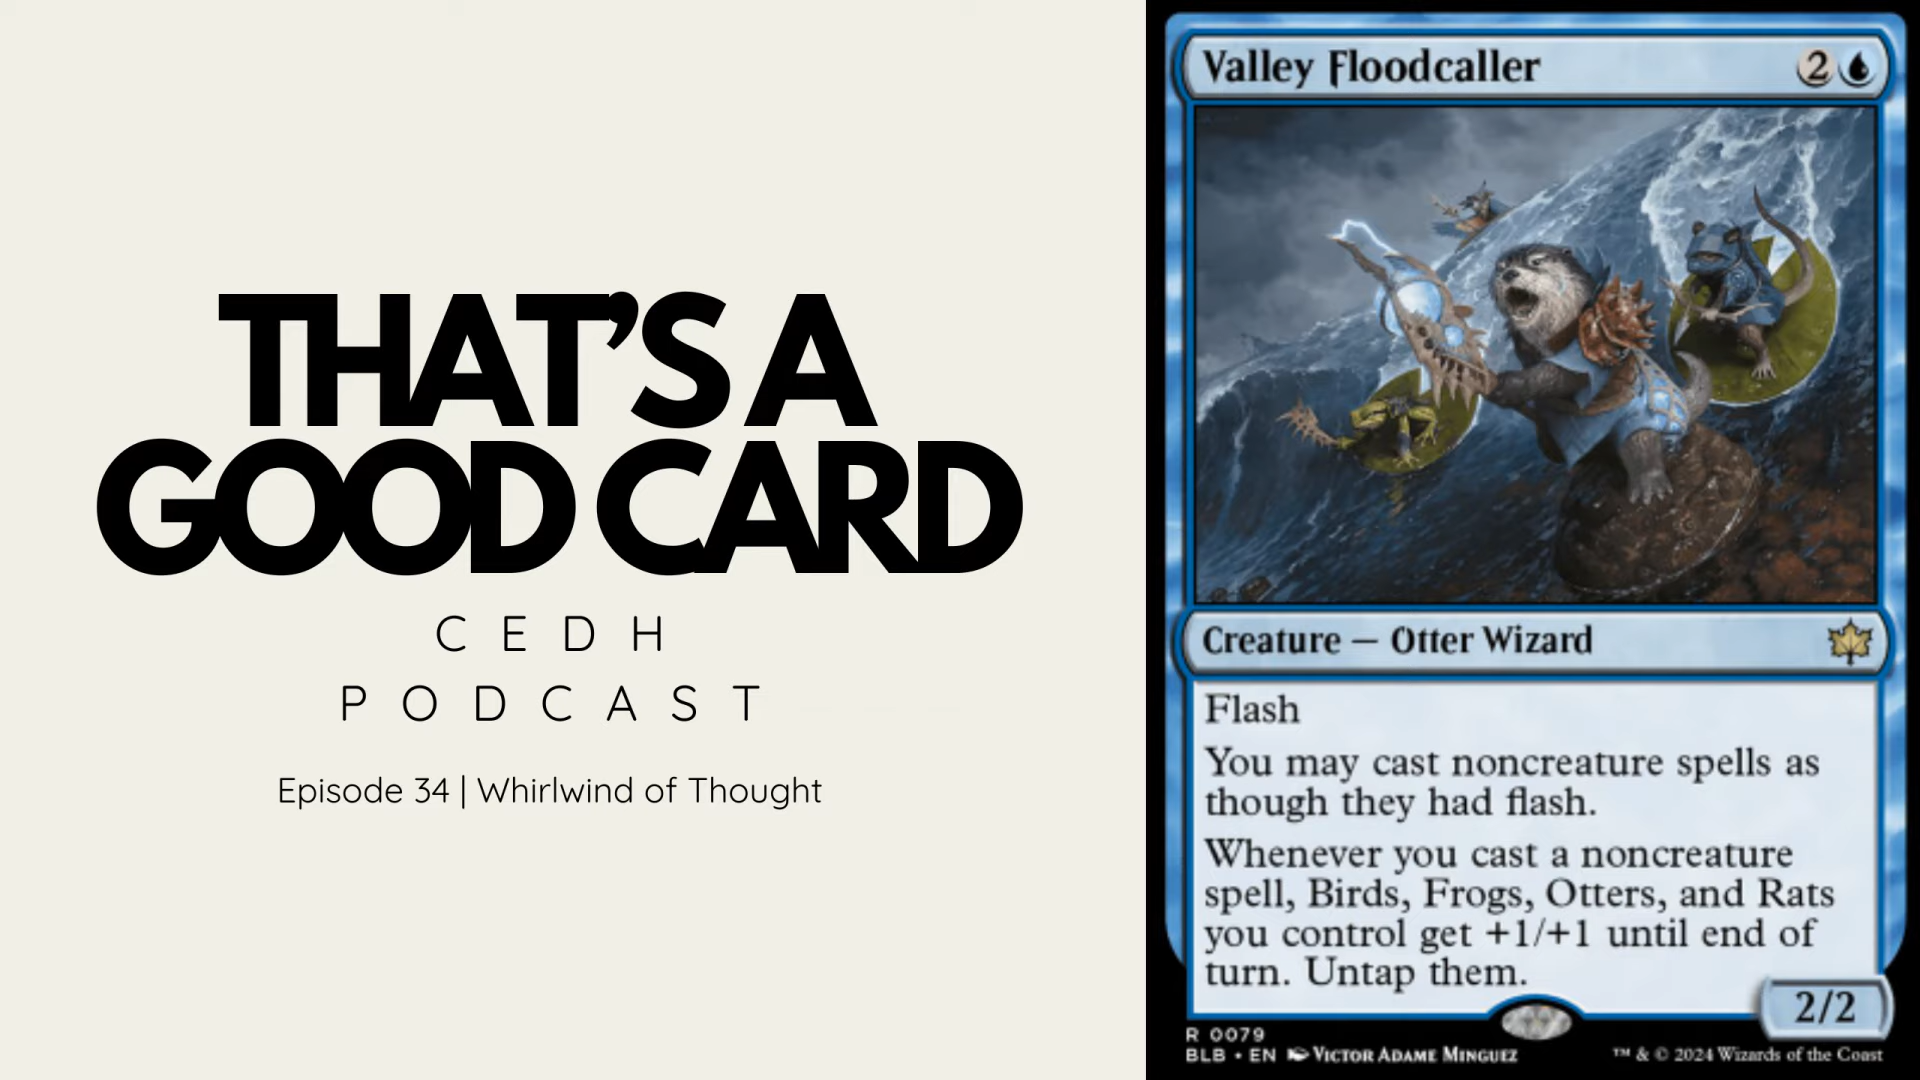 THAT'S A
GOOD CARD
CEDH
PODCAST
Episode 34 | Whirlwind of Thought
Valley Floodcaller
2
Creature — Otter Wizard
Flash
You may cast noncreature spells as
though they had flash.
Whenever you cast a noncreature
spell, Birds, Frogs, Otters, and Rats
you control get +1/+1 until end of
turn. Untap them.
2/2
R 0079
BLB • EN VICTOR ADAME MINGUEZ
™ & © 2024 Wizards of the Coast